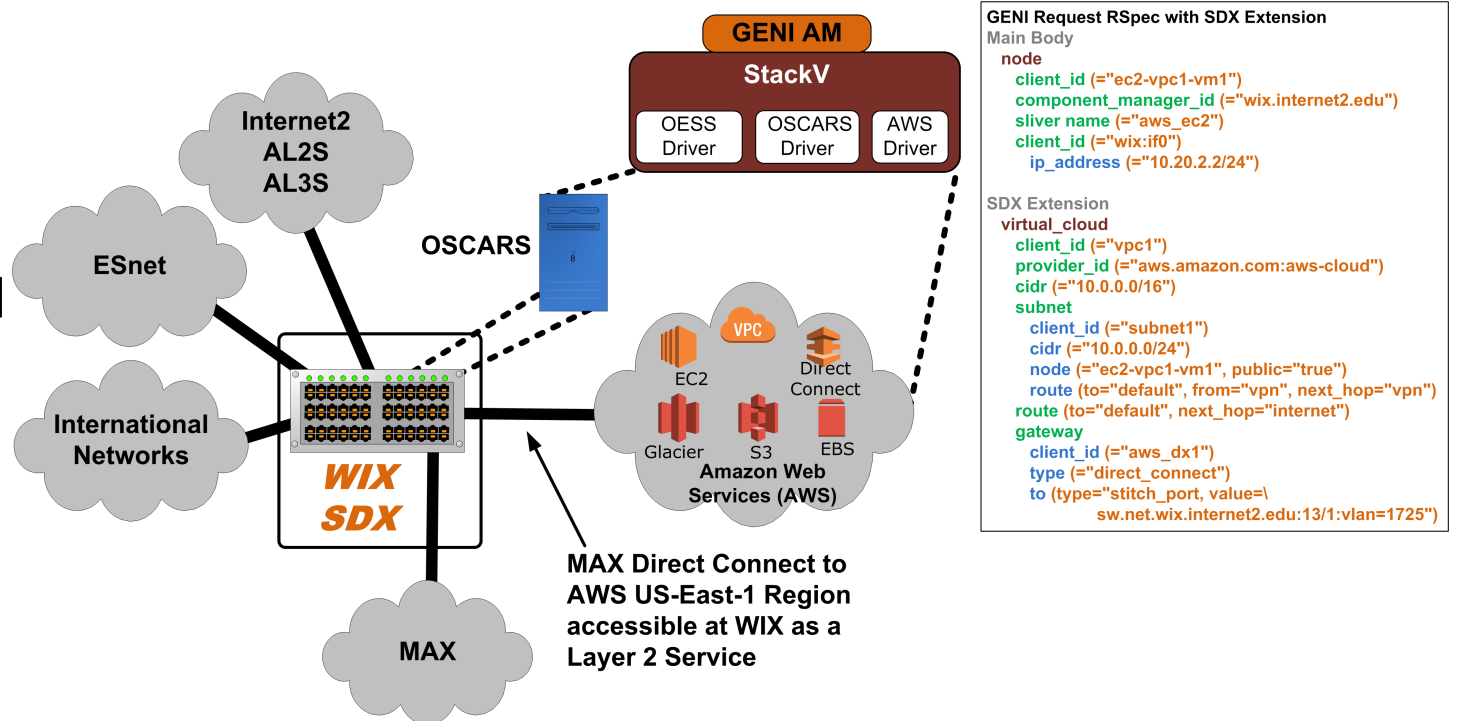 GENI AM
StackV
OESS
Driver
OSCARS
Driver
AWS
Driver
Internet2
AL2S
AL3S
ESnet
International
Networks
OSCARS
8
WIX
SDX
MAX
VPC
EC2
Direct
Connect
Glacier
S3
EBS
Amazon Web
Services (AWS)
MAX Direct Connect to
AWS US-East-1 Region
accessible at WIX as a
Layer 2 Service
GENI Request RSpec with SDX Extension
Main Body
node
client_id (="ec2-vpc1-vm1")
component_manager_id (="wix.internet2.edu")
sliver name (="aws_ec2")
client_id (="wix:if0")
ip_address (="10.20.2.2/24")
SDX Extension
virtual_cloud
client_id (="vpc1")
provider_id (="aws.amazon.com:aws-cloud")
cidr (="10.0.0.0/16")
subnet
client_id (="subnet1")
cidr (="10.0.0.0/24")
node (="ec2-vpc1-vm1", public="true")
route (to="default", from="vpn", next_hop="vpn")
route (to="default", next_hop="internet")
gateway
client_id (="aws_dx1")
type (="direct_connect")
to (type="stitch_port, value=\
sw.net.wix.internet2.edu:13/1:vlan=1725")